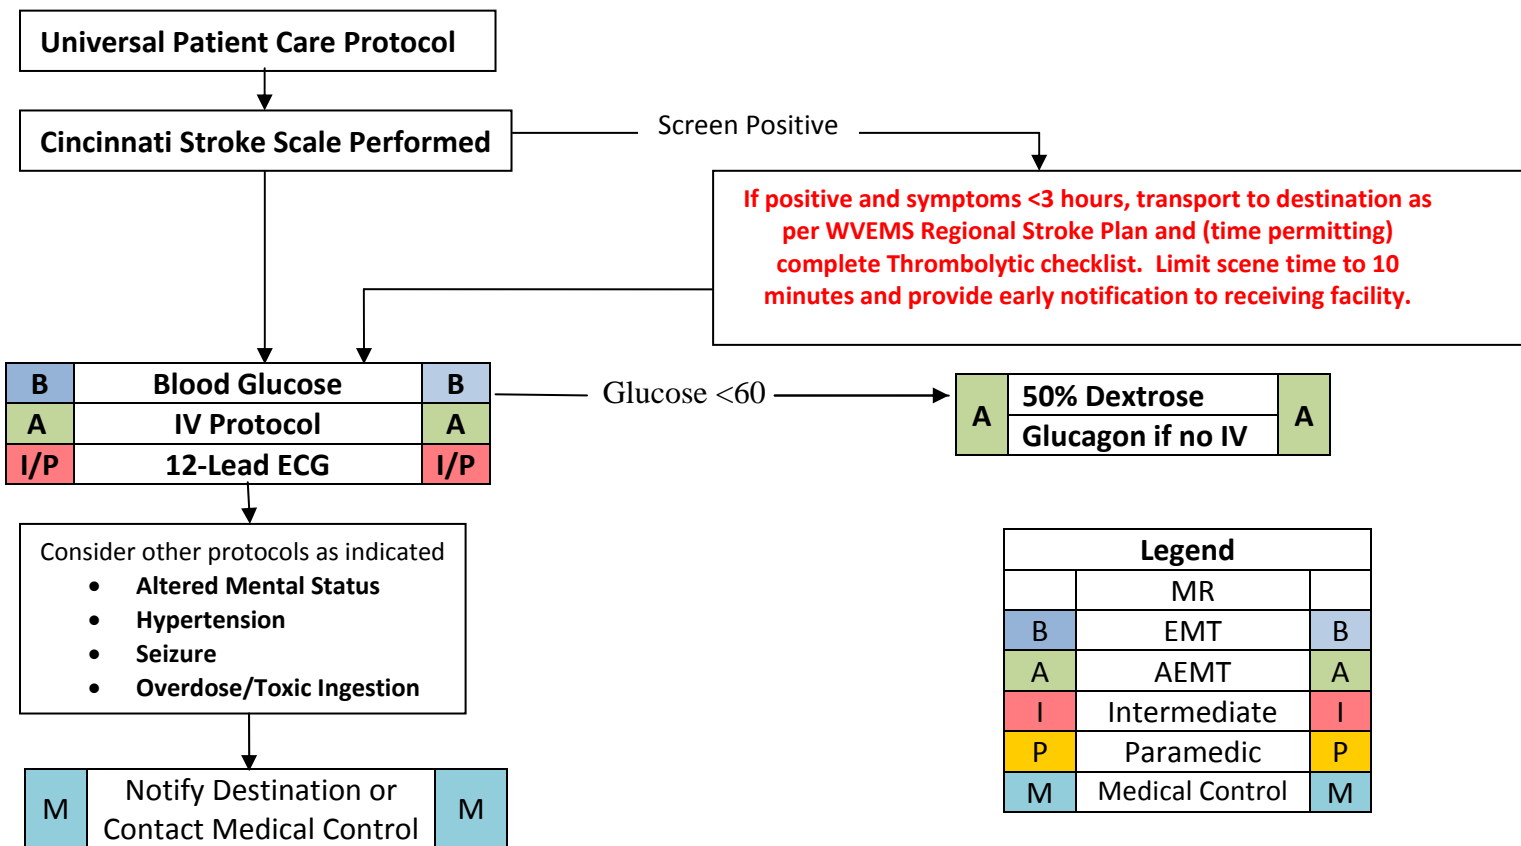 Universal Patient Care Protocol
Cincinnati Stroke Scale Performed
Screen Positive
If positive and symptoms <3 hours, transport to destination as
per WVEMS Regional Stroke Plan and (time permitting)
complete Thrombolytic checklist. Limit scene time to 10
minutes and provide early notification to receiving facility.
B Blood Glucose B
A IV Protocol A
I/P 12-Lead ECG I/P
Glucose <60
A 50% Dextrose A
Glucagon if no IV
Consider other protocols as indicated
• Altered Mental Status
• Hypertension
• Seizure
• Overdose/Toxic Ingestion
M Notify Destination or M
Contact Medical Control
Legend
MR
B EMT B
A AEMT A
I Intermediate I
P Paramedic P
M Medical Control M